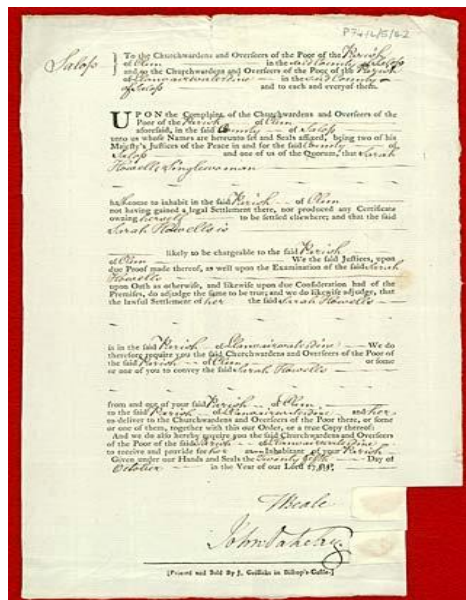 P74/L/5/62
Salop
To the Churchwardens and Overseers of the Poor of the Parish
of Clun in the said County of Salop
and to the Churchwardens and Overseers of the Poor of the Parish
of Llanvairwaterdine in the said County
of Salop and to each and every of them.
UPON the Complaint of the Churchwardens and Overseers of the
Poor of the Parish of Clun
aforesaid, in the said County of Salop
unto us whose Names are hereunto set and Seals affixed, being two of his
Majesty's Justices of the Peace in and for the said County of
Salop and one of us of the Quorum, that Sarah
Howells Singlewoman
come to inhabit in the said Parish of Clun
not having gained a legal Settlement there, nor produced any Certificate
owning herself to be settled elsewhere; and that the said
Sarah Howells is
likely to be chargeable to the said Parish
of Clun We the said Justices, upon
due Proof made thereof, as well upon the Examination of the said Sarah
Howells
upon Oath as otherwise, and likewise upon due Consideration had of the
Premises, do adjudge the same to be true; and we do likewise adjudge, that
the lawful Settlement of her the said Sarah Howells
is in the said Parish of Llanvairwaterdine We do
therefore require you the said Churchwardens and Overseers of the Poor of
the said Parish of Clun or some
or one of you to convey the said Sarah Howells
from and out of your said Parish of Clun
to the said Parish of Llanvairwaterdine and her
to deliver to the Churchwardens and Overseers of the Poor there, or some
or one of them, together with this our Order, or a true Copy thereof:
And we do also hereby require you the said Churchwardens and Overseers
of the Poor of the said Parish of Llanvairwaterdine
to receive and provide for her as Inhabitant of your Parish
Given under our Hands and Seals the Twenty fifth Day of
October in the Year of our Lord
Beale
John
[Printed and Sold By J. Griffiths in Bishop's-Castle.]